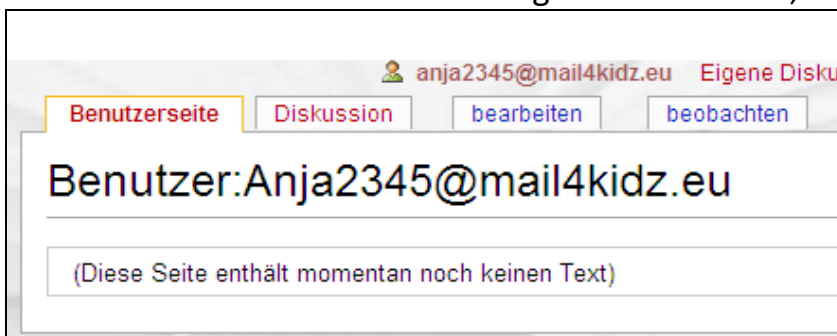 anja2345@mail4kidz.eu Eigene
Benutzerseite Diskussion bearbeiten beobachten
Benutzer:Anja2345@mail4kidz.eu
(Diese Seite enthält momentan noch keinen Text)